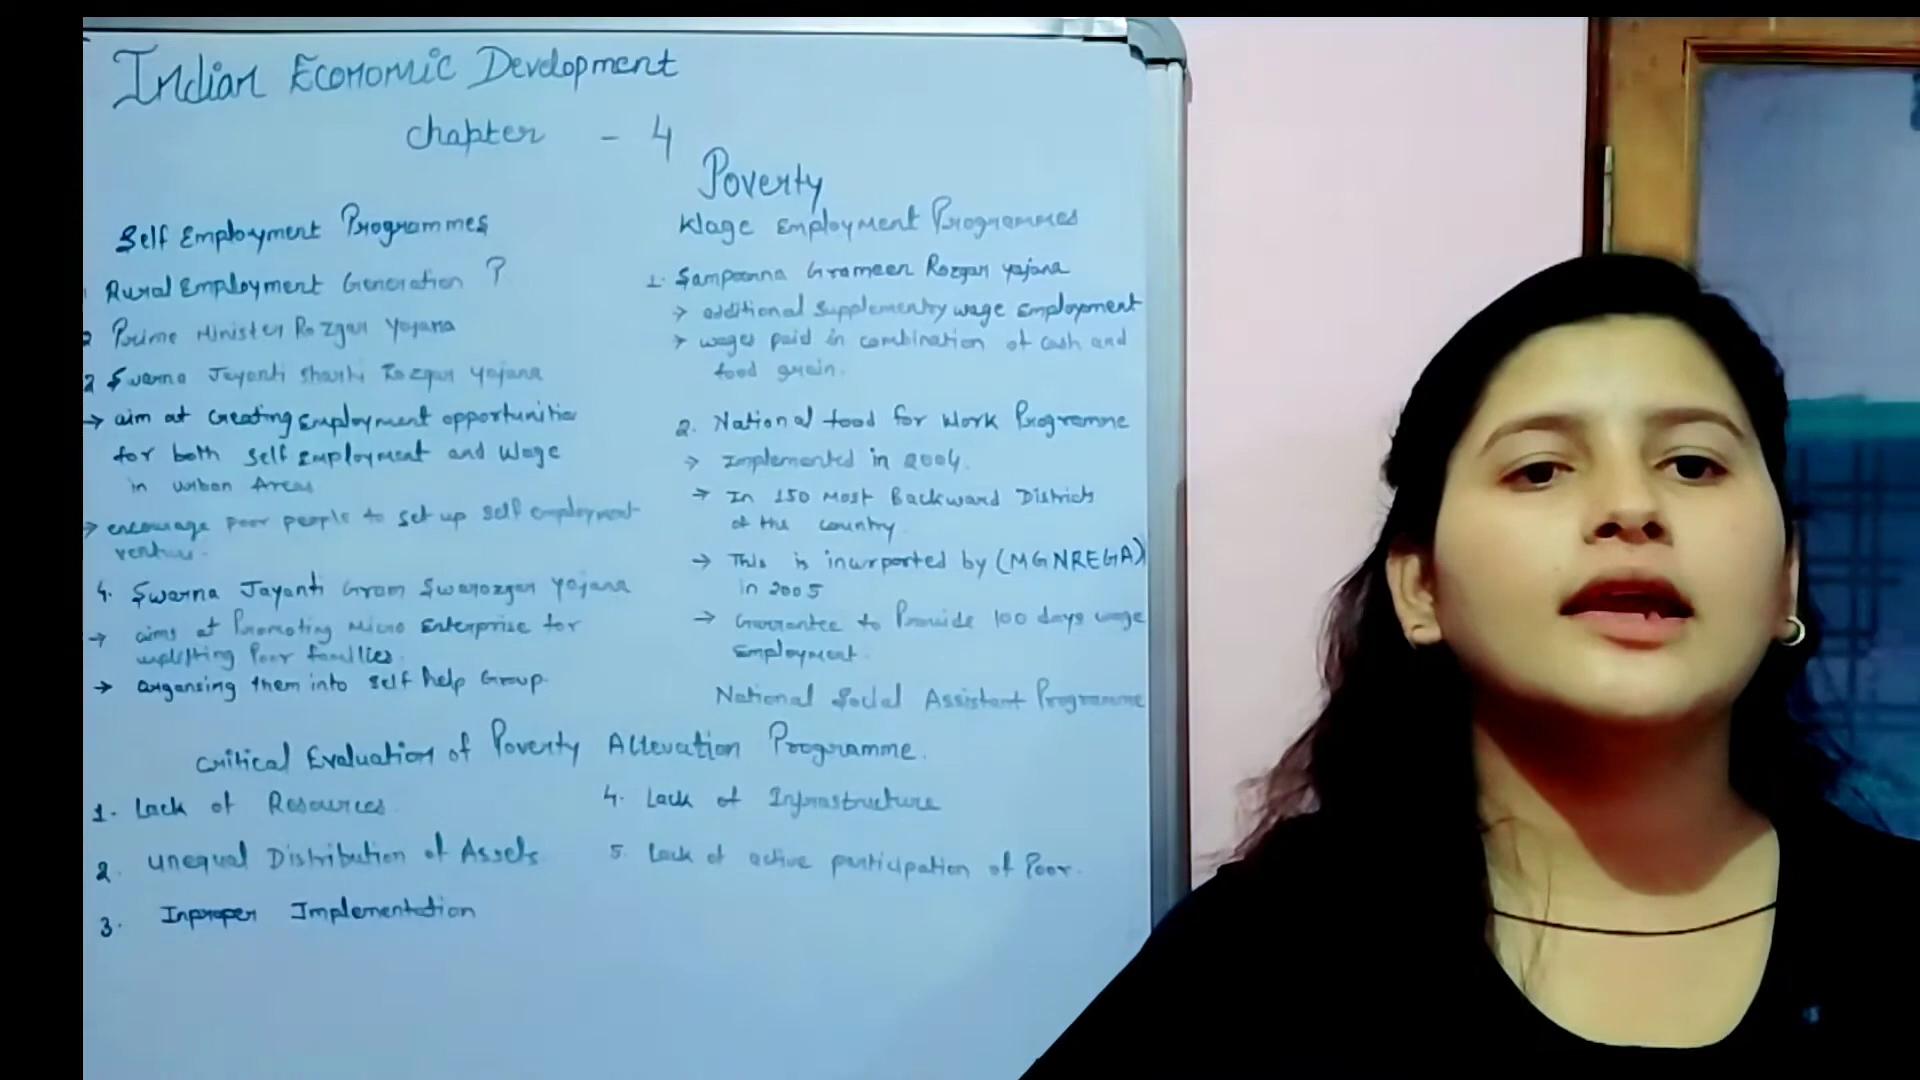 Indian Economic Development
Chapter - 4
Poverty
Self Employment Programmes
1 Rural Employment Generation P
2 Prime Minister Rozgar Yojana
3 Swarna Jayanti Sharhi Rozgar Yojana
→ aim at creating employment opportunities
for both self employment and wage
in urban Areas
→ encourage poor people to set up self employment
venture.
4. Swarna Jayanti Gram Swarozgar Yojana
→ aims at Promoting Micro Enterprise for
uplifting Poor families.
→ organsing them into self help Group.
Wage Employment Programmes
1. Sampoorna Grameen Rozgar Yojana
→ additional supplementry wage employment
→ wages paid in combination of cash and
food grain.
2. National food for Work Programme
→ Implemented in 2004.
→ In 150 Most Backward Districts
of the country.
→ This is incurported by (MGNREGA)
in 2005
→ Guarantee to Provide 100 days wage
employment.
National Social Assistant Programme
Critical Evaluation of Poverty Allevation Programme.
1. Lack of Resources.
2. unequal Distribution of Assets
3. Inproper Implementation
4. Lack of Infrastructure
5. Lack of active participation of Poor.